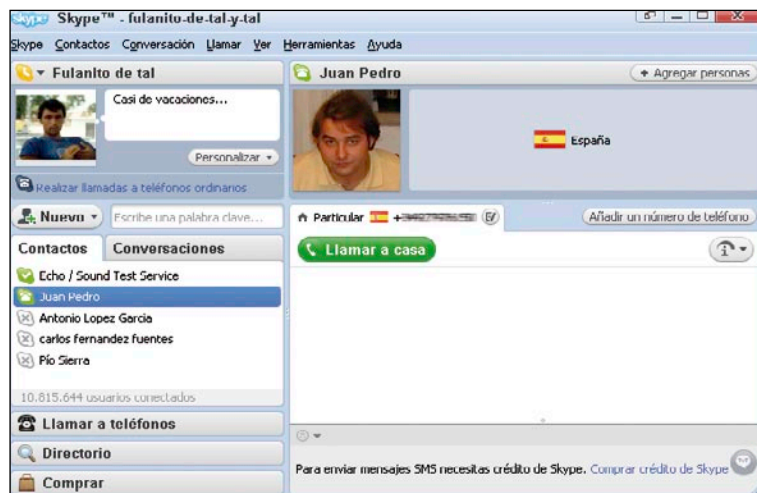 Skype™ - fulanito-de-tal-y-tal
Skype Contactos Conversación Llamar Ver Herramientas Ayuda
Fulanito de tal
Casi de vacaciones...
Personalizar
Realizar llamadas a teléfonos ordinarios
Nuevo Escribe una palabra clave...
Contactos Conversaciones
Echo / Sound Test Service
Juan Pedro
Antonio Lopez Garcia
carlos fernandez fuentes
Pío Sierra
10.815.644 usuarios conectados
Llamar a teléfonos
Directorio
Comprar
Juan Pedro + Agregar personas
España
Particular + Añadir un número de teléfono
Llamar a casa
Para enviar mensajes SMS necesitas crédito de Skype. Comprar crédito de Skype